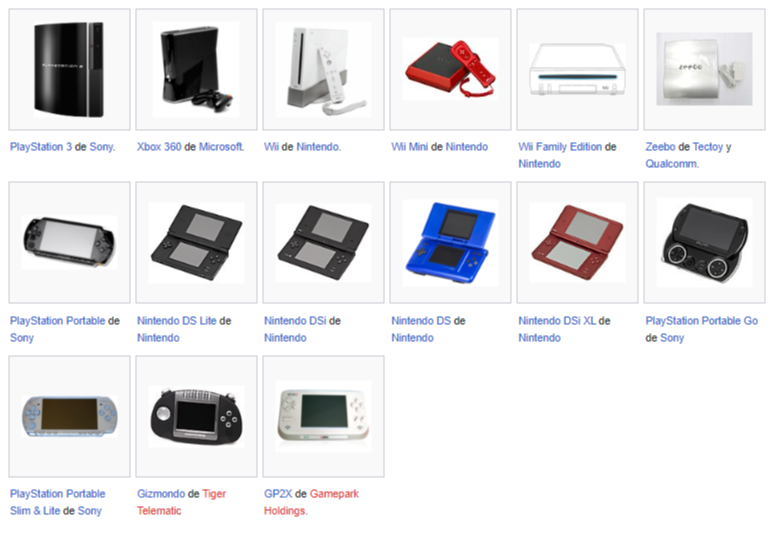 PLAYSTATION 3
ZEEBO
PlayStation 3 de Sony.
Xbox 360 de Microsoft.
Wii de Nintendo.
Wii Mini de Nintendo
Wii Family Edition de
Nintendo
Zeebo de Tectoy y
Qualcomm.
PlayStation Portable de
Sony
Nintendo DS Lite de
Nintendo
Nintendo DSi de
Nintendo
Nintendo DS de
Nintendo
Nintendo DSi XL de
Nintendo
PlayStation Portable Go
de Sony
PlayStation Portable
Slim & Lite de Sony
Gizmondo de Tiger
Telematic
GP2X de Gamepark
Holdings.